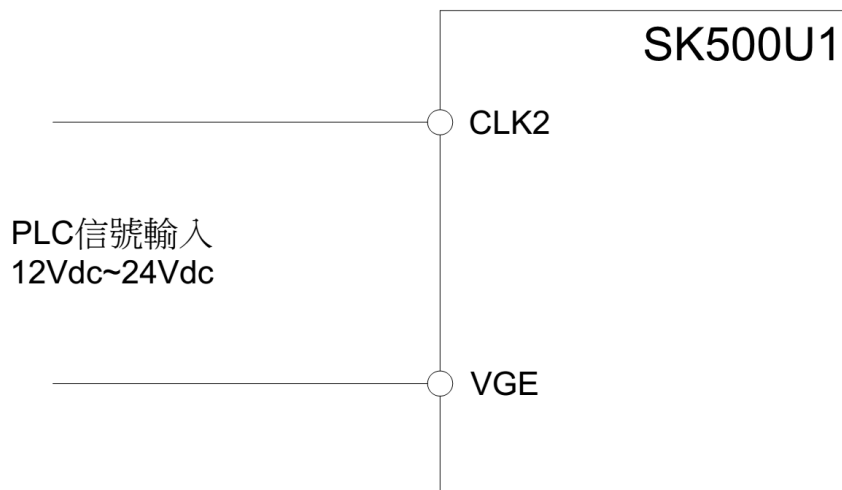 SK500U1
CLK2
PLC信號輸入
12Vdc~24Vdc
VGE